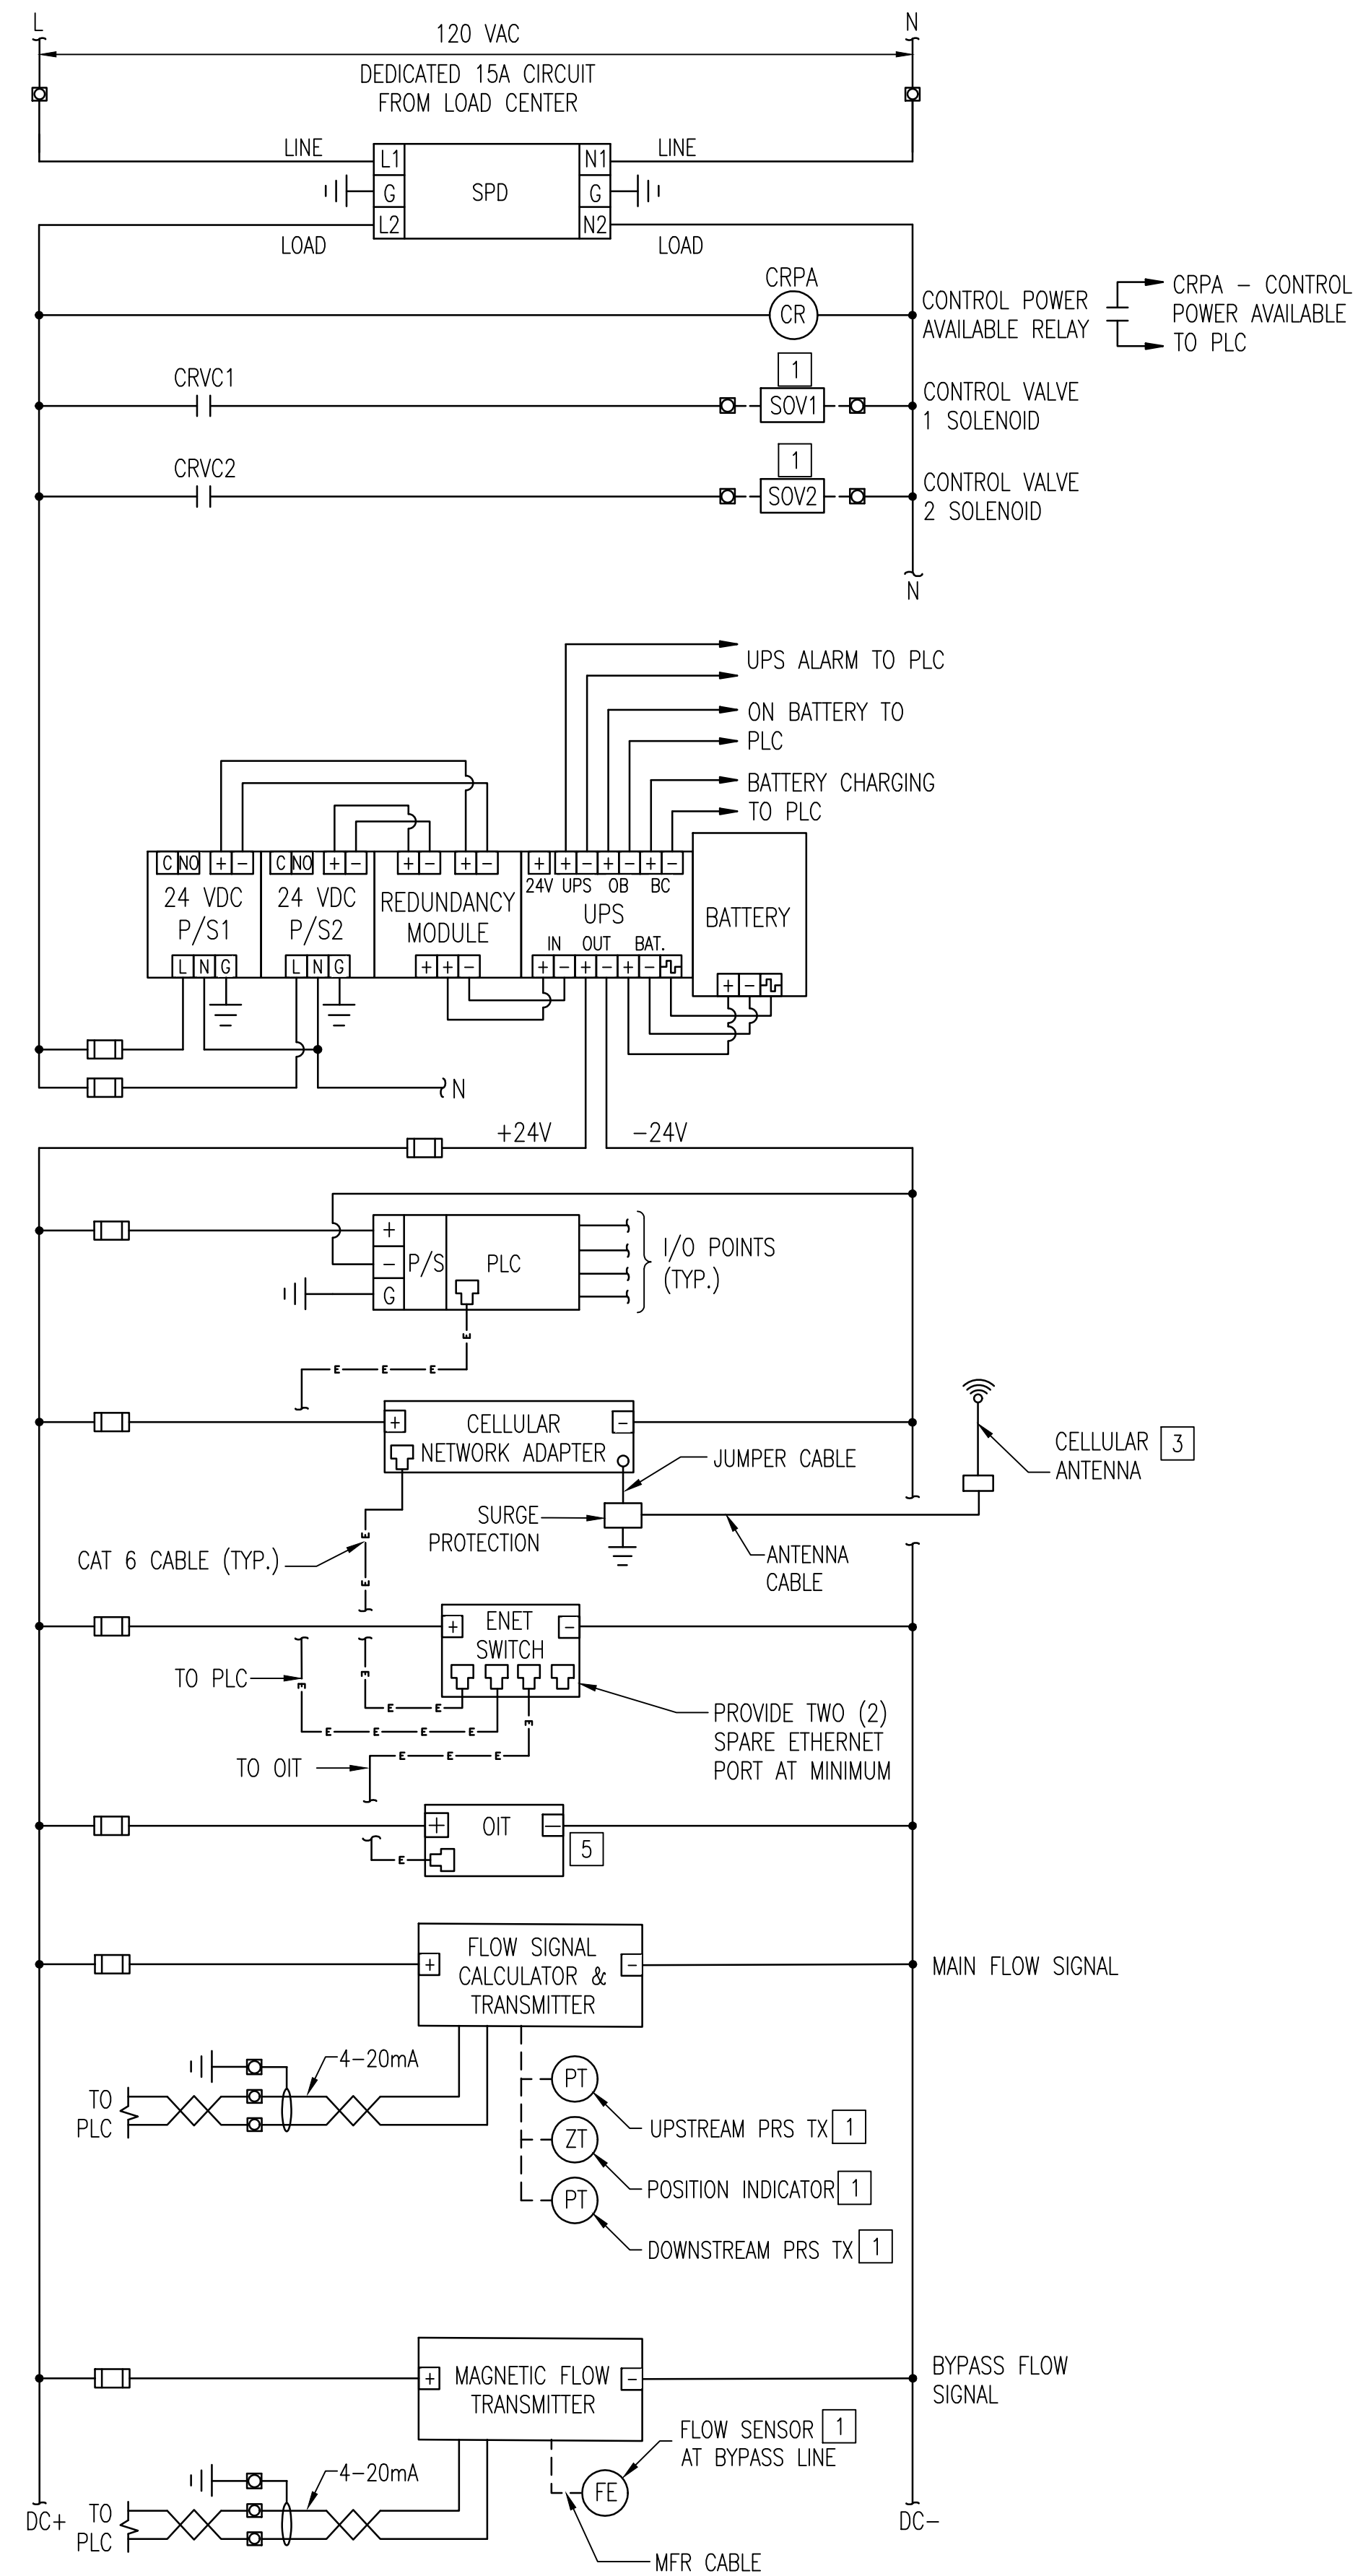 L
N
120 VAC
DEDICATED 15A CIRCUIT
FROM LOAD CENTER
LINE
L1
N1
LINE
G
SPD
G
L2
N2
LOAD
LOAD
CRPA
CR
CONTROL POWER
AVAILABLE RELAY
CRPA - CONTROL
POWER AVAILABLE
TO PLC
CRVC1
1
SOV1
CONTROL VALVE
1 SOLENOID
CRVC2
1
SOV2
CONTROL VALVE
2 SOLENOID
N
UPS ALARM TO PLC
ON BATTERY TO
PLC
BATTERY CHARGING
TO PLC
C NO + -
C NO + -
+ - + -
+ + - + - + -
24V UPS OB BC
24 VDC
P/S1
24 VDC
P/S2
REDUNDANCY
MODULE
UPS
BATTERY
IN OUT BAT.
L N G
L N G
+ + -
+ - + - + -
+ -
N
+24V
-24V
+
-
G
P/S
PLC
I/O POINTS
(TYP.)
E
E E E
+
CELLULAR
NETWORK ADAPTER
-
JUMPER CABLE
CELLULAR
ANTENNA
3
SURGE
PROTECTION
E
CAT 6 CABLE (TYP.)
ANTENNA
CABLE
E
+
ENET
SWITCH
-
TO PLC
E
E
E E
E E E E
E
PROVIDE TWO (2)
SPARE ETHERNET
PORT AT MINIMUM
E E E
TO OIT
+
OIT
-
5
E
+
FLOW SIGNAL
CALCULATOR &
TRANSMITTER
-
MAIN FLOW SIGNAL
4-20mA
TO
PLC
PT
UPSTREAM PRS TX
1
ZT
POSITION INDICATOR
1
PT
DOWNSTREAM PRS TX
1
+
MAGNETIC FLOW
TRANSMITTER
-
BYPASS FLOW
SIGNAL
FLOW SENSOR
1
AT BYPASS LINE
4-20mA
FE
DC+
TO
PLC
DC-
MFR CABLE